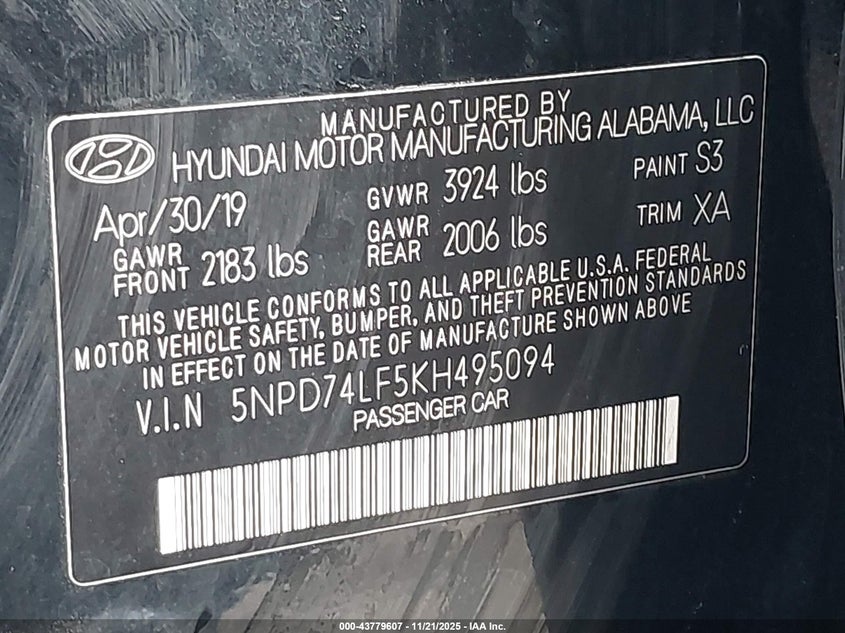 MANUFACTURED BY
HYUNDAI MOTOR MANUFACTURING ALABAMA, LLC
Apr/30/19 GVWR 3924 lbs PAINT S3
GAWR FRONT 2183 lbs GAWR REAR 2006 lbs TRIM XA
THIS VEHICLE CONFORMS TO ALL APPLICABLE U.S.A. FEDERAL
MOTOR VEHICLE SAFETY, BUMPER, AND THEFT PREVENTION STANDARDS
IN EFFECT ON THE DATE OF MANUFACTURE SHOWN ABOVE
V.I.N 5NPD74LF5KH495094
PASSENGER CAR
000-43779607 - 11/21/2025 - IAA Inc.